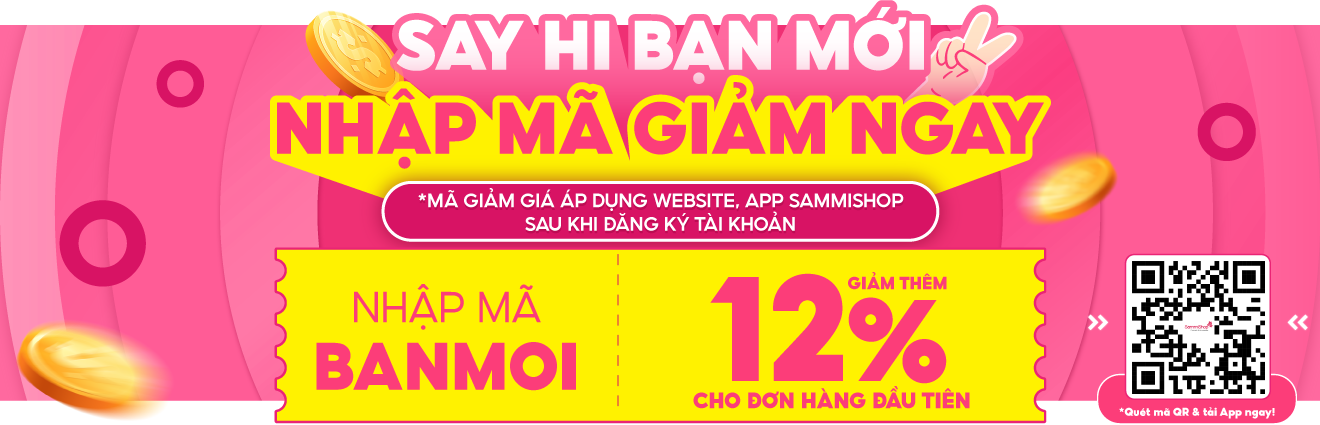 SAY HI BẠN MỚI
NHẬP MÃ GIẢM NGAY
*MÃ GIẢM GIÁ ÁP DỤNG WEBSITE, APP SAMMISHOP
SAU KHI ĐĂNG KÝ TÀI KHOẢN
NHẬP MÃ
BANMOI
GIẢM THÊM
12%
CHO ĐƠN HÀNG ĐẦU TIÊN
SammiShop
*Quét mã QR & tải App ngay!